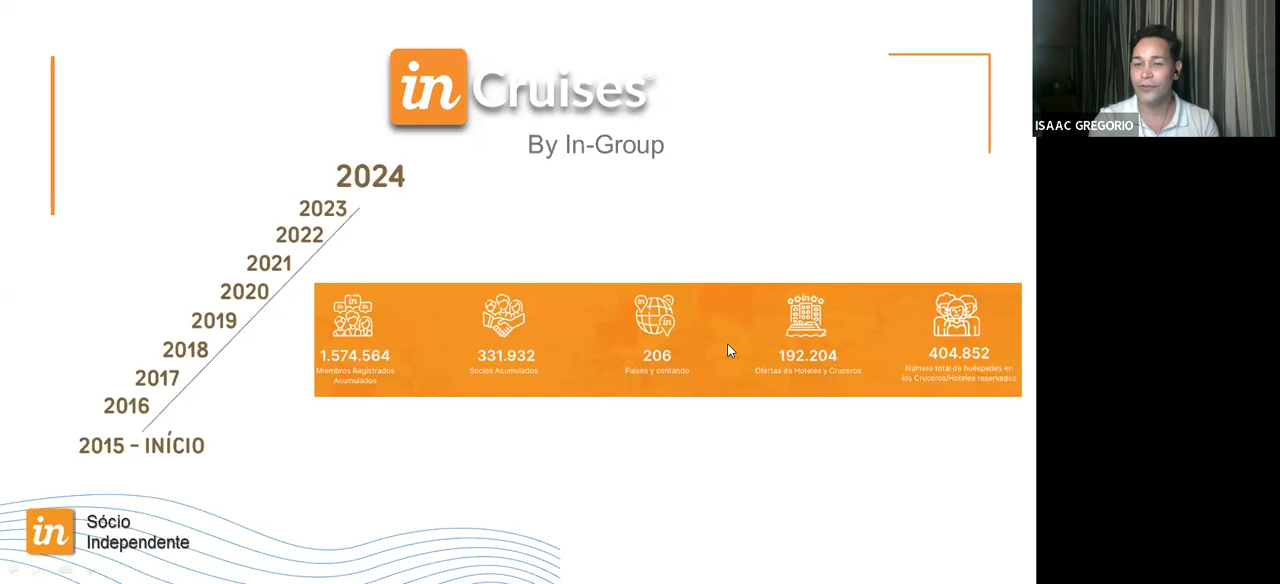 in Cruises®
By In-Group
ISAAC GREGORIO
2024
2023
2022
2021
2020
2019
2018
2017
2016
2015 – INÍCIO
1.574.564
Miembros Registrados
Acumulados
331.932
Socios Acumulados
206
Países y contando
192.204
Ofertas de Hoteles y Cruceros
404.852
Número total de huéspedes en
los Cruceros/Hoteles reservados
in Sócio
Independente